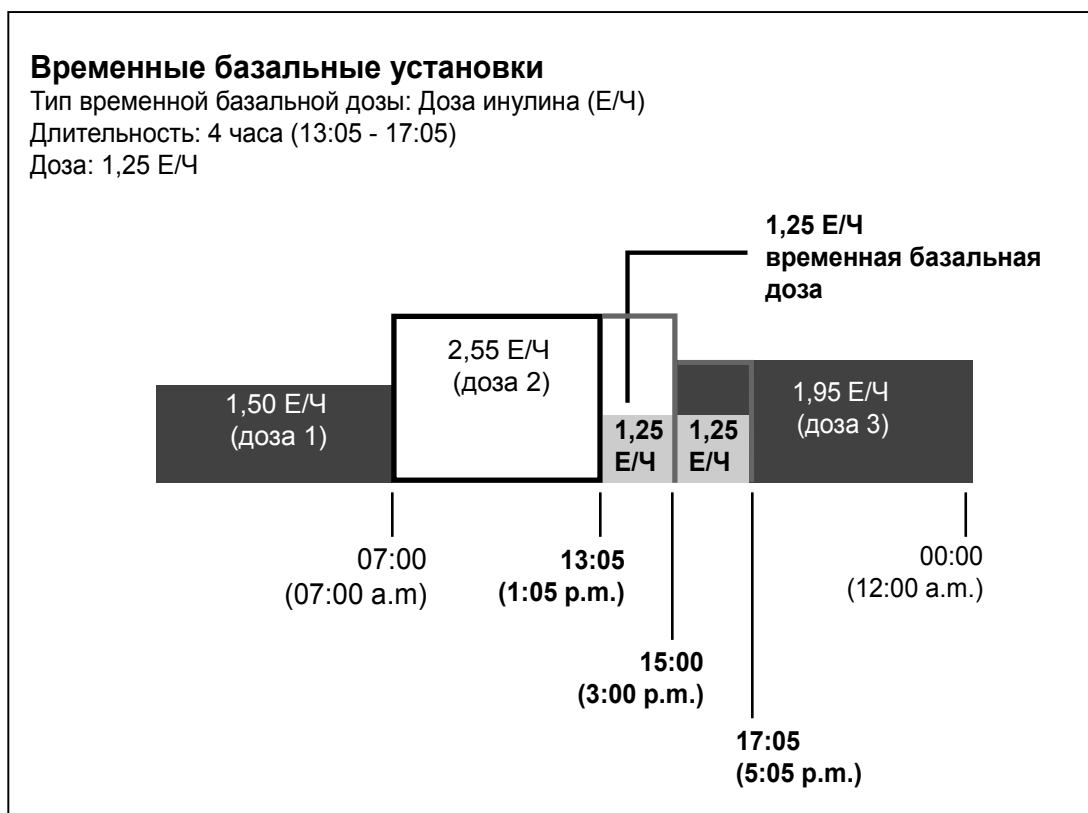 Временные базальные установки
Тип временной базальной дозы: Доза инулина (Е/Ч)
Длительность: 4 часа (13:05 - 17:05)
Доза: 1,25 Е/Ч
1,25 Е/Ч
временная базальная
доза
2,55 Е/Ч
(доза 2)
1,50 Е/Ч
(доза 1)
1,25
Е/Ч
1,25
Е/Ч
1,95 Е/Ч
(доза 3)
07:00
(07:00 a.m)
13:05
(1:05 p.m.)
00:00
(12:00 a.m.)
15:00
(3:00 p.m.)
17:05
(5:05 p.m.)